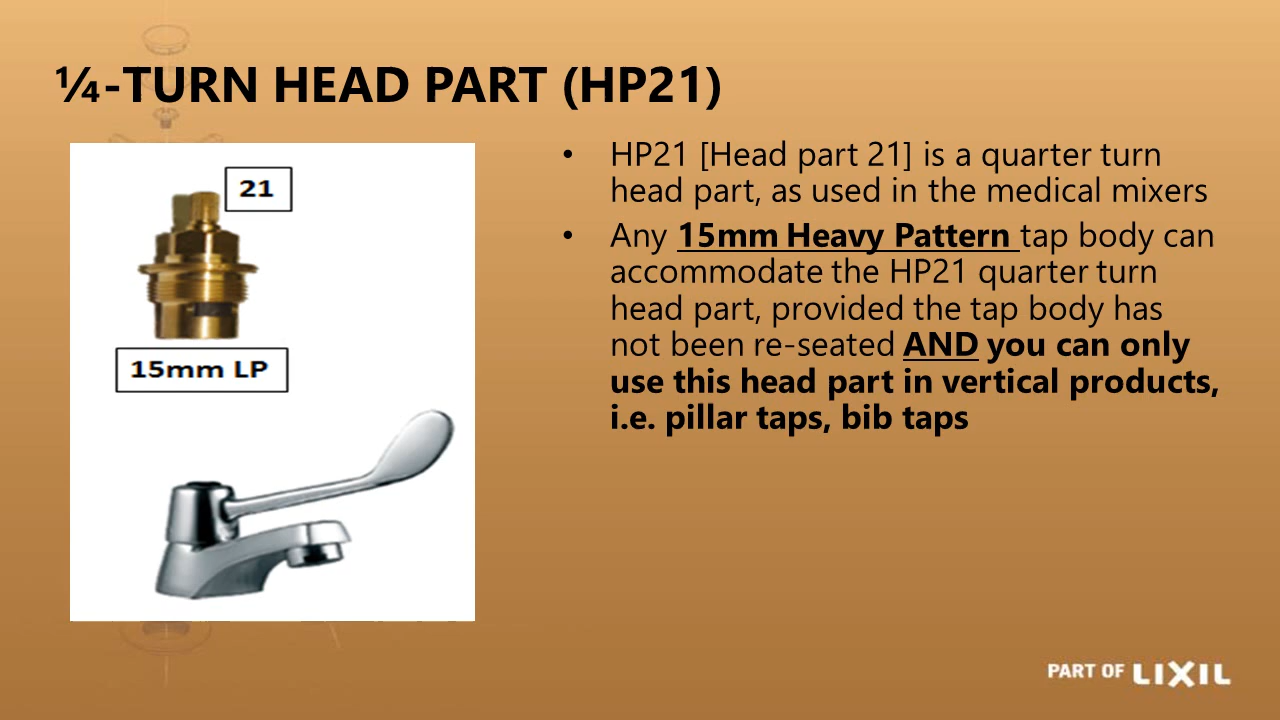 ¼-TURN HEAD PART (HP21)
21
15mm LP
• HP21 [Head part 21] is a quarter turn
head part, as used in the medical mixers
• Any 15mm Heavy Pattern tap body can
accommodate the HP21 quarter turn
head part, provided the tap body has
not been re-seated AND you can only
use this head part in vertical products,
i.e. pillar taps, bib taps
PART OF LIXIL